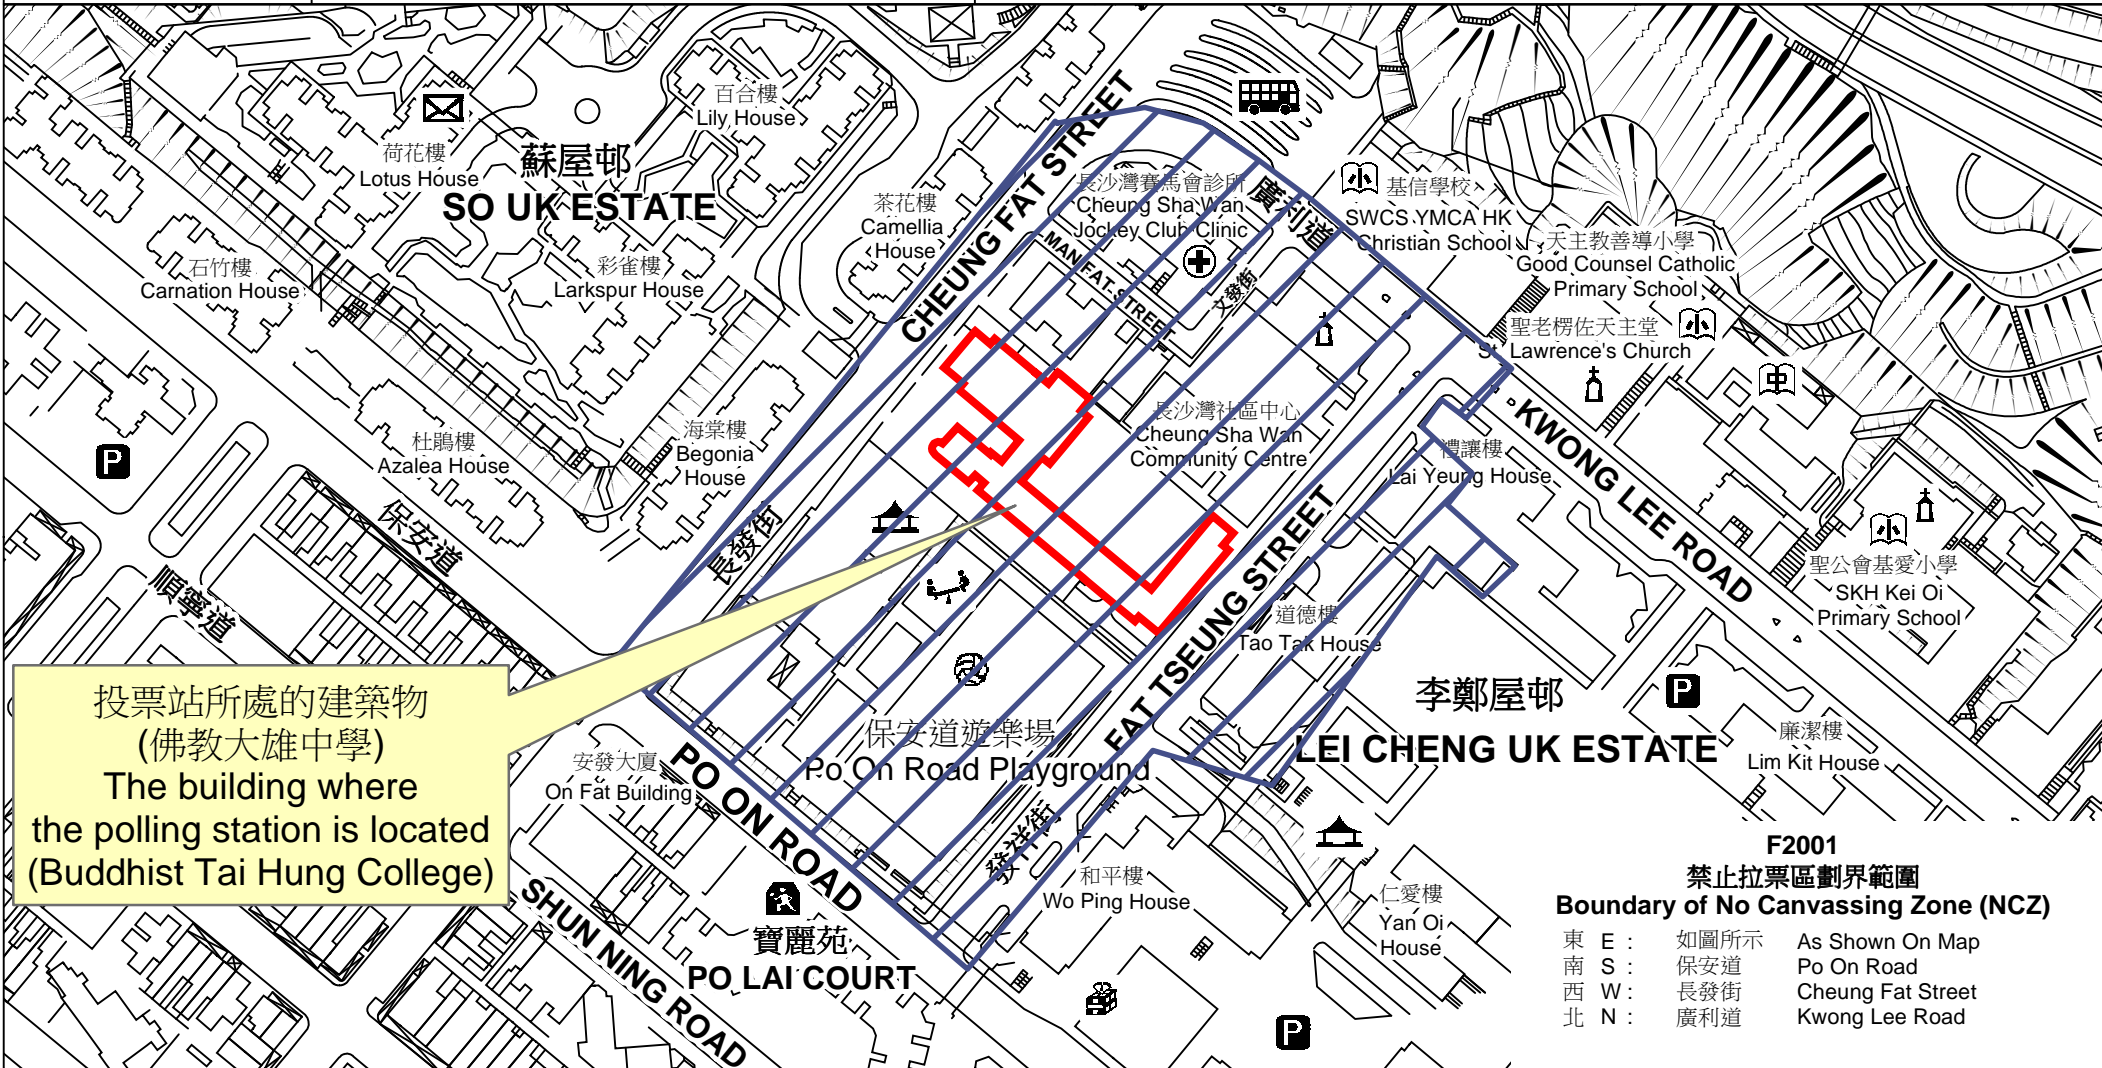 百合樓
Lily House
荷花樓
Lotus House
蘇屋邨
SO UK ESTATE
茶花樓
Camellia
House
石竹樓
Carnation House
彩雀樓
Larkspur House
杜鵑樓
Azalea House
海棠樓
Begonia
House
CHEUNG FAT STREET
長發街
長沙灣賽馬會診所
Cheung Sha Wan
Jockey Club Clinic
MAN FAT STREET
文發街
廣利道
小
基信學校
SWCS YMCA HK
Christian School
天主教善導小學
Good Counsel Catholic
Primary School
聖老楞佐天主堂
小
St. Lawrence's Church
中
KWONG LEE ROAD
長沙灣社區中心
Cheung Sha Wan
Community Centre
禮讓樓
Lai Yeung House
小
聖公會基愛小學
SKH Kei Oi
Primary School
P
保安道
順寧道
道德樓
Tao Tak House
FAT TSEUNG STREET
發祥街
李鄭屋邨
LEI CHENG UK ESTATE
P
廉潔樓
Lim Kit House
投票站所處的建築物
(佛教大雄中學)
The building where
the polling station is located
(Buddhist Tai Hung College)
保安道遊樂場
Po On Road Playground
安發大廈
On Fat Building
PO ON ROAD
和平樓
Wo Ping House
仁愛樓
Yan Oi
House
寶麗苑
PO LAI COURT
SHUN NING ROAD
P
F2001
禁止拉票區劃界範圍
Boundary of No Canvassing Zone (NCZ)
東 E : 如圖所示 As Shown On Map
南 S : 保安道 Po On Road
西 W : 長發街 Cheung Fat Street
北 N : 廣利道 Kwong Lee Road